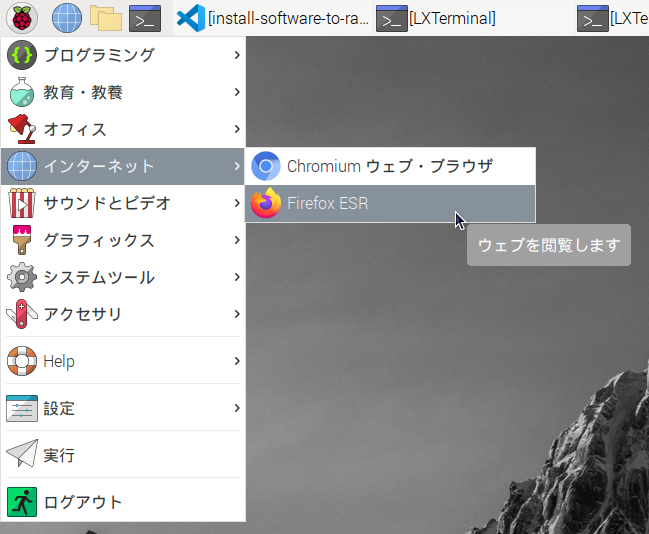 [install-software-to-ra...
[LXTerminal]
[LXTe
プログラミング
教育・教養
オフィス
インターネット
Chromium ウェブ・ブラウザ
サウンドとビデオ
Firefox ESR
グラフィックス
ウェブを閲覧します
システムツール
アクセサリ
Help
設定
実行
ログアウト